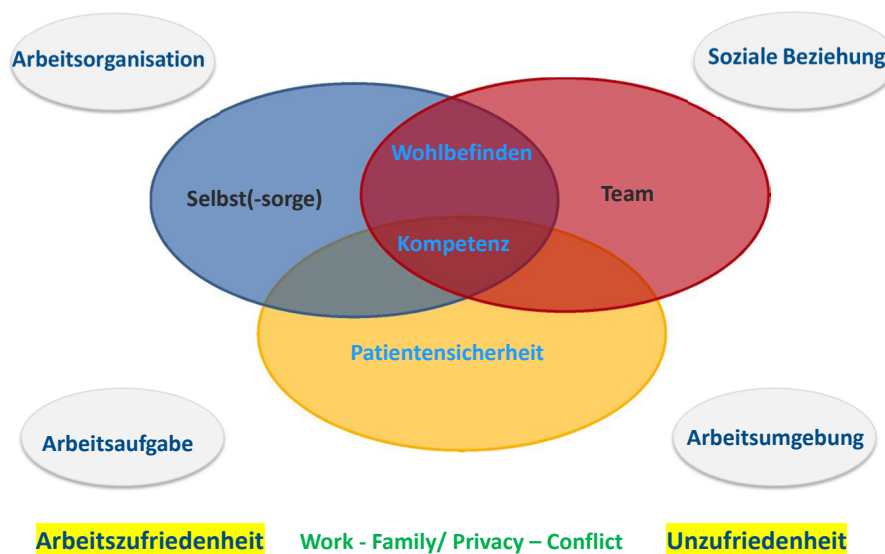 Arbeitsorganisation
Soziale Beziehung
Wohlbefinden
Selbst(-sorge)
Team
Kompetenz
Patientensicherheit
Arbeitsaufgabe
Arbeitsumgebung
Arbeitszufriedenheit Work - Family/ Privacy – Conflict Unzufriedenheit